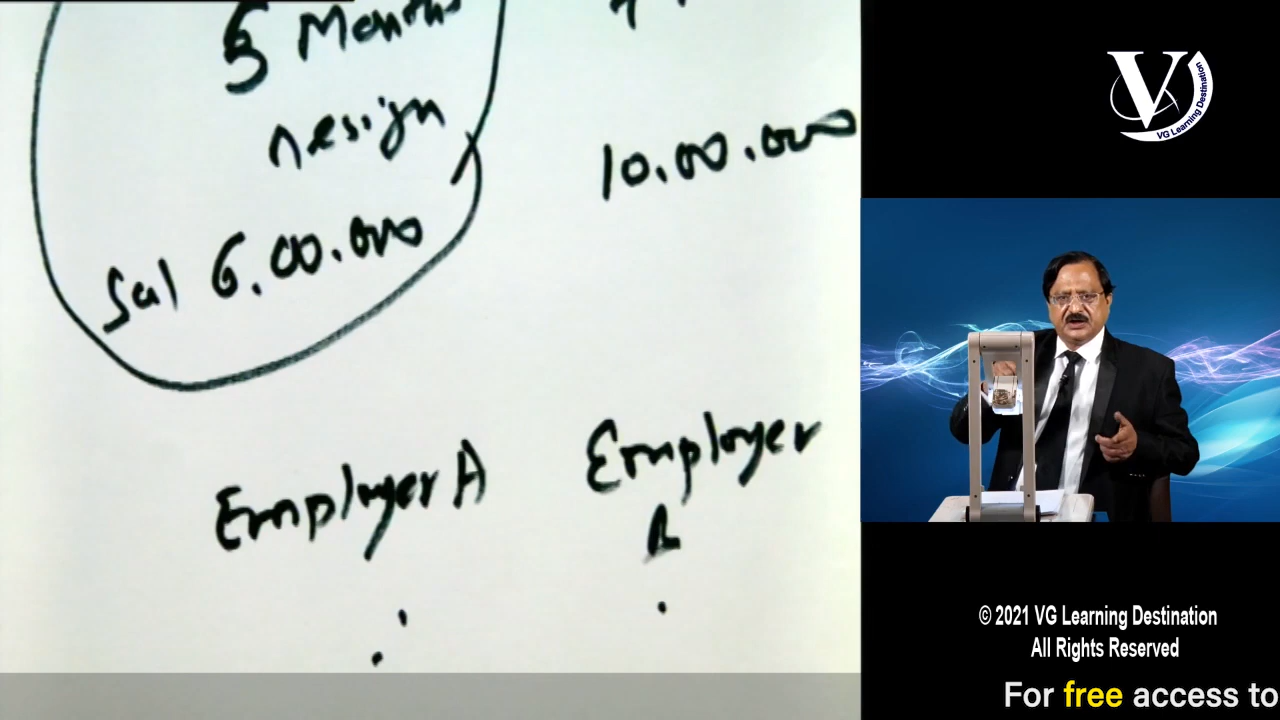 5 Months
resign
10.00.000
Sal 6.00.000
Employer A
Employer
V
VG Learning Destination
© 2021 VG Learning Destination
All Rights Reserved
For free access to